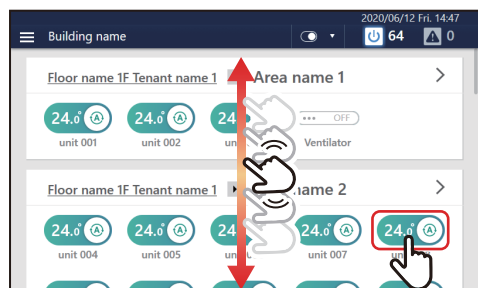 2020/06/12 Fri. 14:47
Building name 64 0
Floor name 1F Tenant name 1 Area name 1
24.0° A 24.0° A 24 ••• OFF
unit 001 unit 002 Ventilator
Floor name 1F Tenant name 1 name 2
24.0° A 24.0° A 24 24.0° A 24.0° A
unit 004 unit 005 unit 007